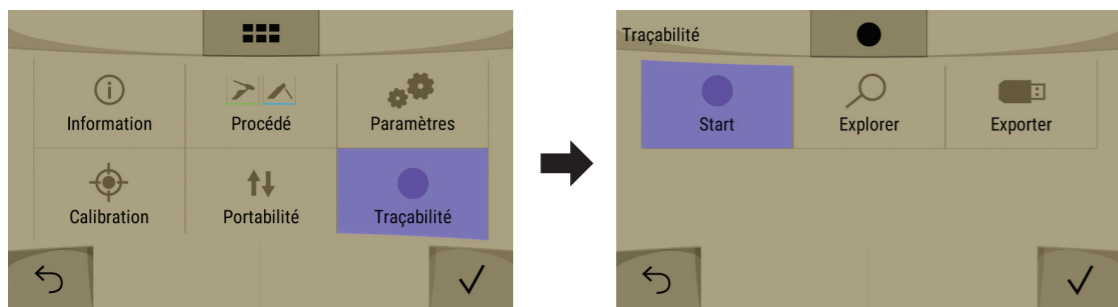 Information
Procédé
Paramètres
Calibration
Portabilité
Traçabilité
Traçabilité
Start
Explorer
Exporter